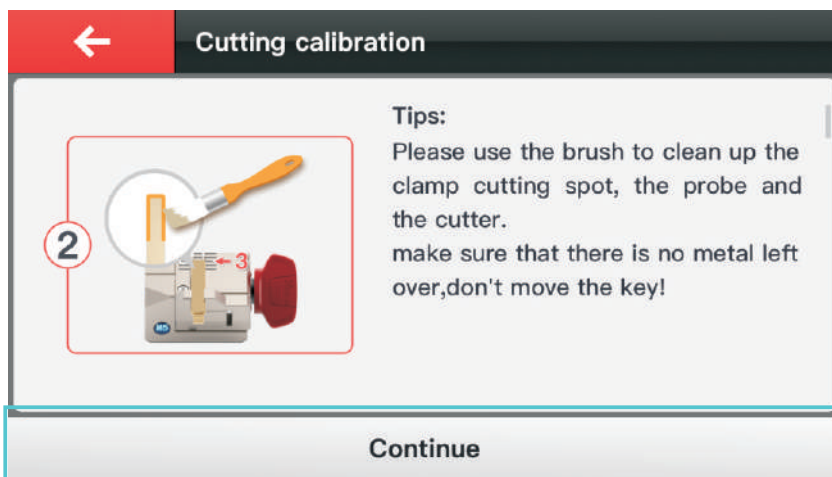 Cutting calibration
Tips:
Please use the brush to clean up the
clamp cutting spot, the probe and
the cutter.
make sure that there is no metal left
over,don't move the key!
2
3
M5
Continue